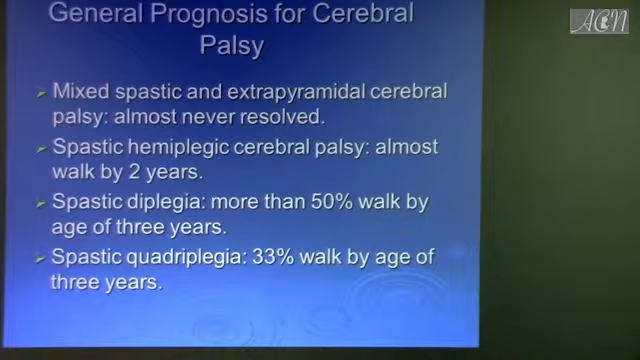 General Prognosis for Cerebral
Palsy
Mixed spastic and extrapyramidal cerebral
palsy: almost never resolved.
Spastic hemiplegic cerebral palsy: almost
walk by 2 years.
Spastic diplegia: more than 50% walk by
age of three years.
Spastic quadriplegia: 33% walk by age of
three years.
ACN